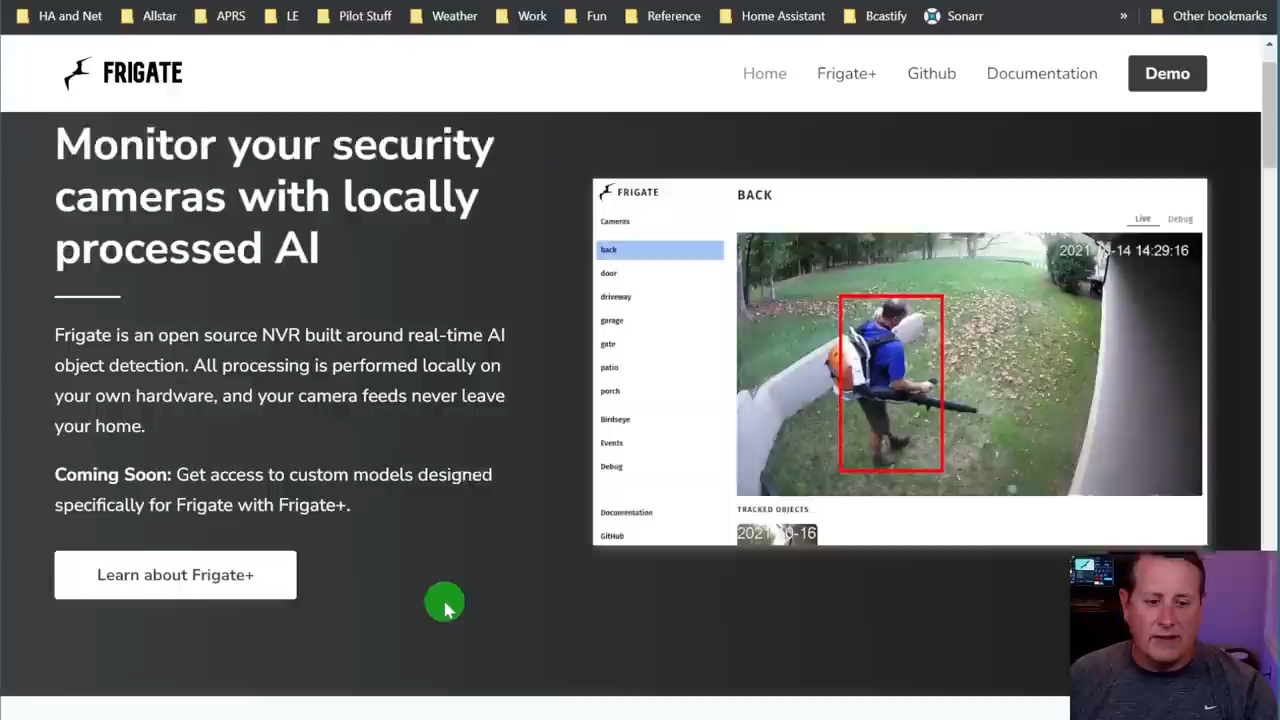 HA and Net Allstar APRS LE Pilot Stuff Weather Work Fun Reference Home Assistant Bcastify Sonarr » Other bookmarks
FRIGATE Home Frigate+ Github Documentation Demo
Monitor your security
cameras with locally
processed AI
Frigate is an open source NVR built around real-time AI
object detection. All processing is performed locally on
your own hardware, and your camera feeds never leave
your home.
Coming Soon: Get access to custom models designed
specifically for Frigate with Frigate+.
Learn about Frigate+
FRIGATE
Cameras
back
door
driveway
garage
gate
patio
porch
Birdseye
Events
Debug
Documentation
GitHub
BACK
Live Debug
14:29:16
TRACKED OBJECTS